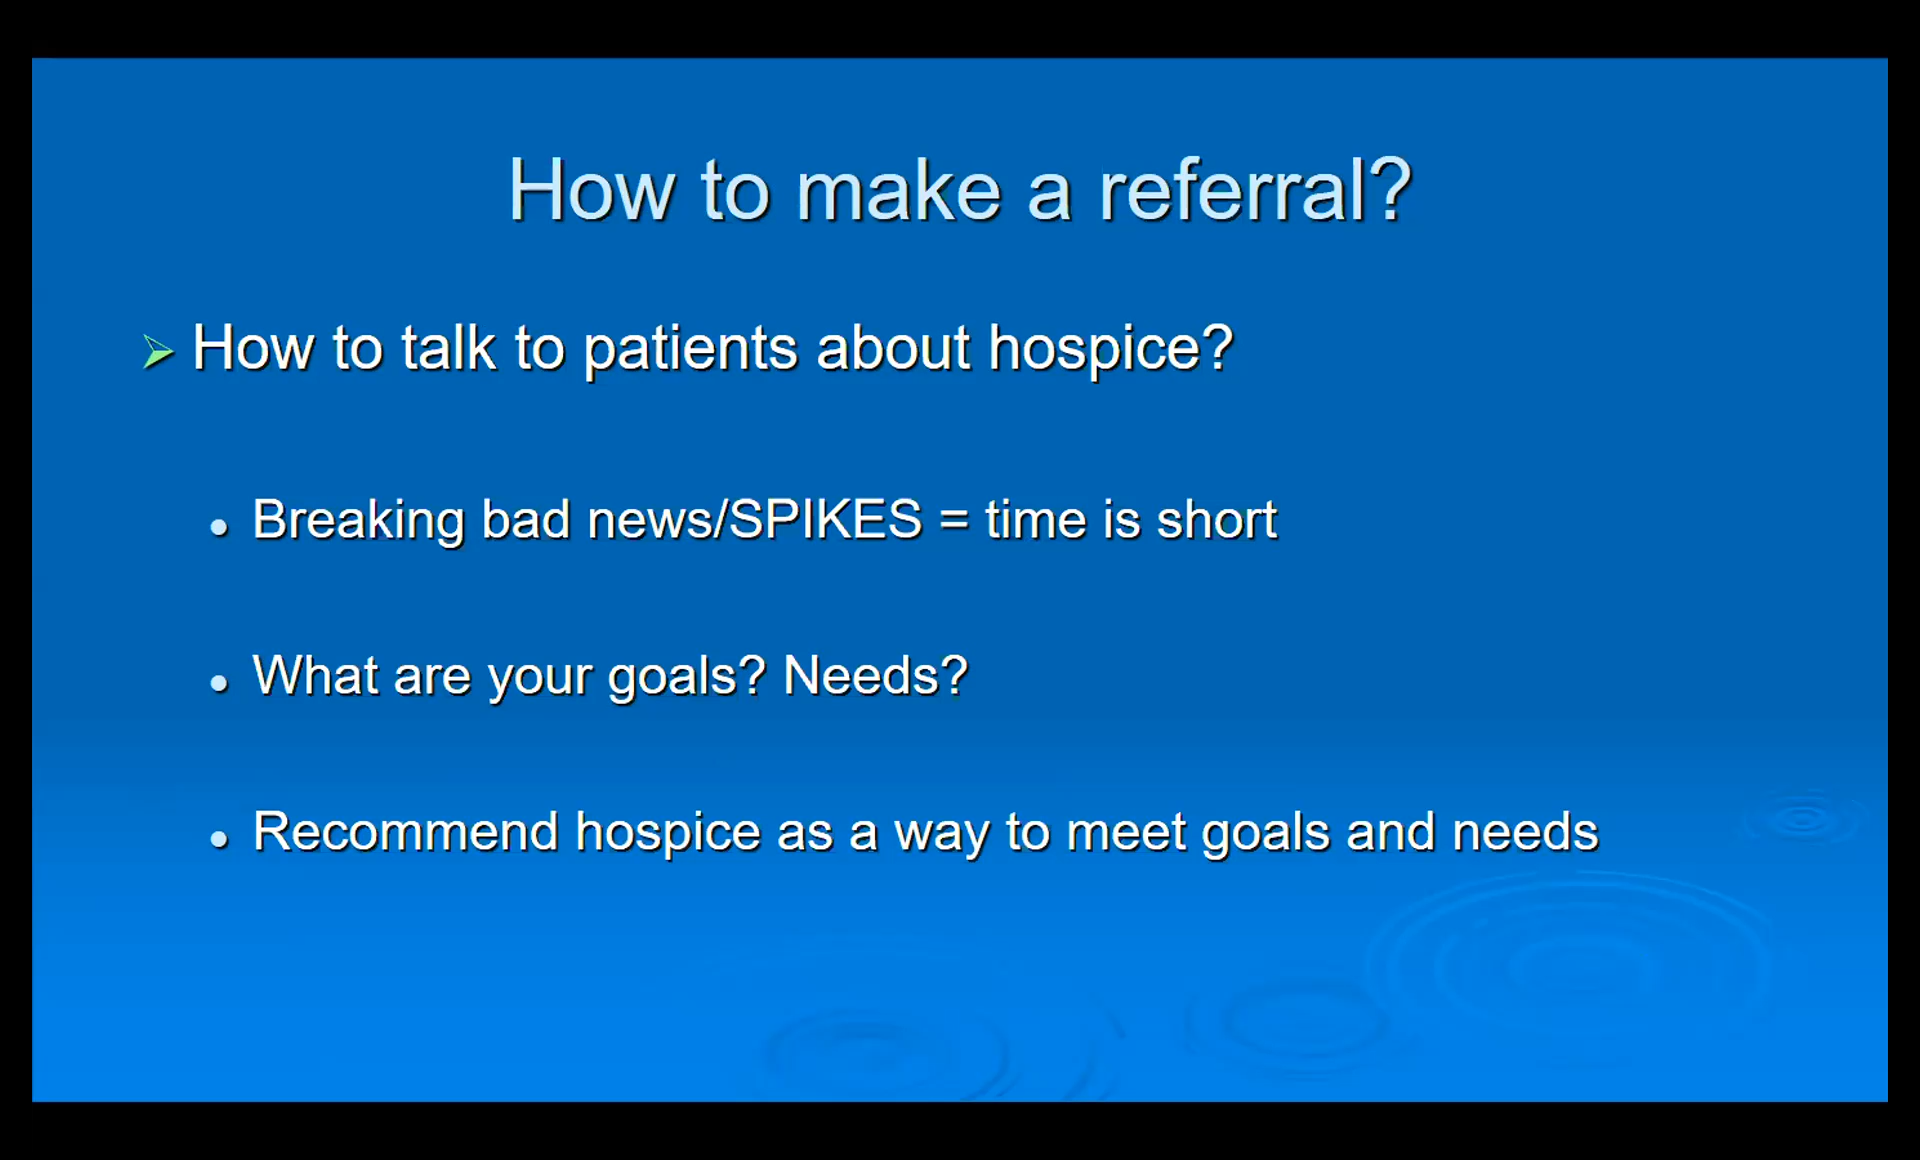 How to make a referral?
How to talk to patients about hospice?
Breaking bad news/SPIKES = time is short
What are your goals? Needs?
Recommend hospice as a way to meet goals and needs